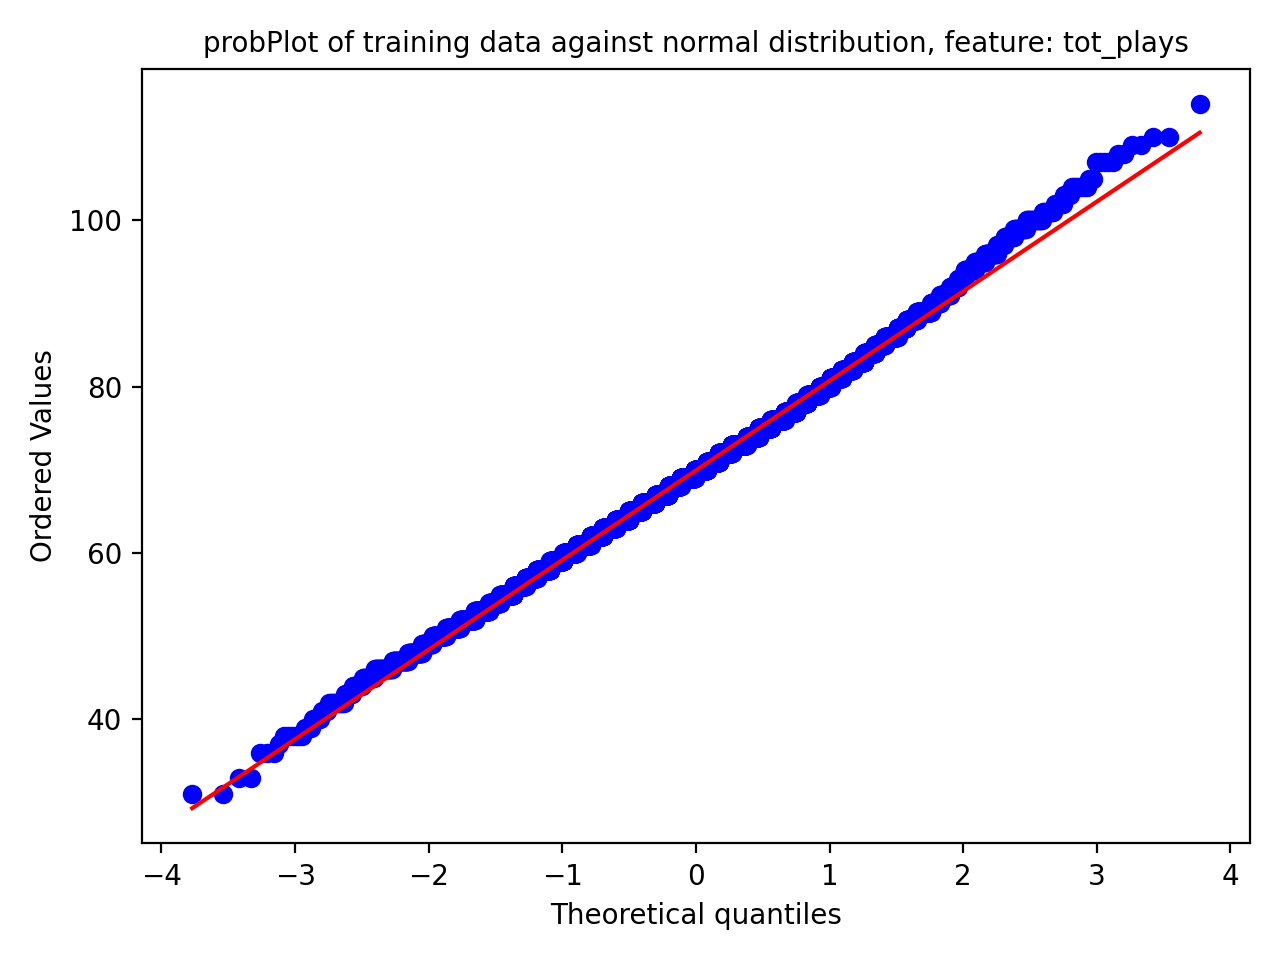 probPlot of training data against normal distribution, feature: tot_plays
100
80
60
40
Ordered Values
−4 −3 −2 −1 0 1 2 3 4
Theoretical quantiles